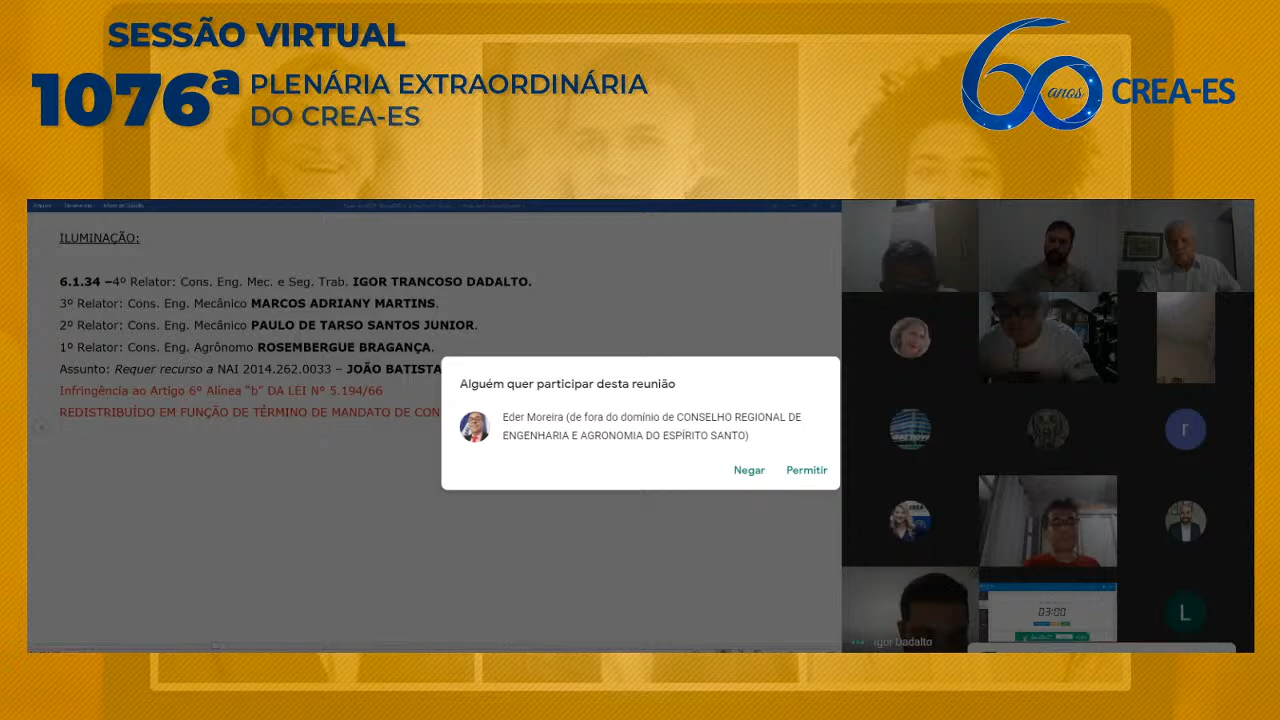 SESSÃO VIRTUAL
1076ª PLENÁRIA EXTRAORDINÁRIA
DO CREA-ES
60 anos CREA-ES
ILUMINAÇÃO:
6.1.34 –4º Relator: Cons. Eng. Mec. e Seg. Trab. IGOR TRANCOSO DADALTO.
3º Relator: Cons. Eng. Mecânico MARCOS ADRIANY MARTINS.
2º Relator: Cons. Eng. Mecânico PAULO DE TARSO SANTOS JUNIOR.
1º Relator: Cons. Eng. Agrônomo ROSEMBERGUE BRAGANÇA.
Assunto: Requer recurso a NAI 2014.262.0033 – JOÃO BATISTA
Infringência ao Artigo 6º Alínea “b” DA LEI Nº 5.194/66
REDISTRIBUÍDO EM FUNÇÃO DE TÉRMINO DE MANDATO DE CON
Alguém quer participar desta reunião
Eder Moreira (de fora do domínio de CONSELHO REGIONAL DE
ENGENHARIA E AGRONOMIA DO ESPÍRITO SANTO)
Negar Permitir
r
03:00
L
Igor Dadalto